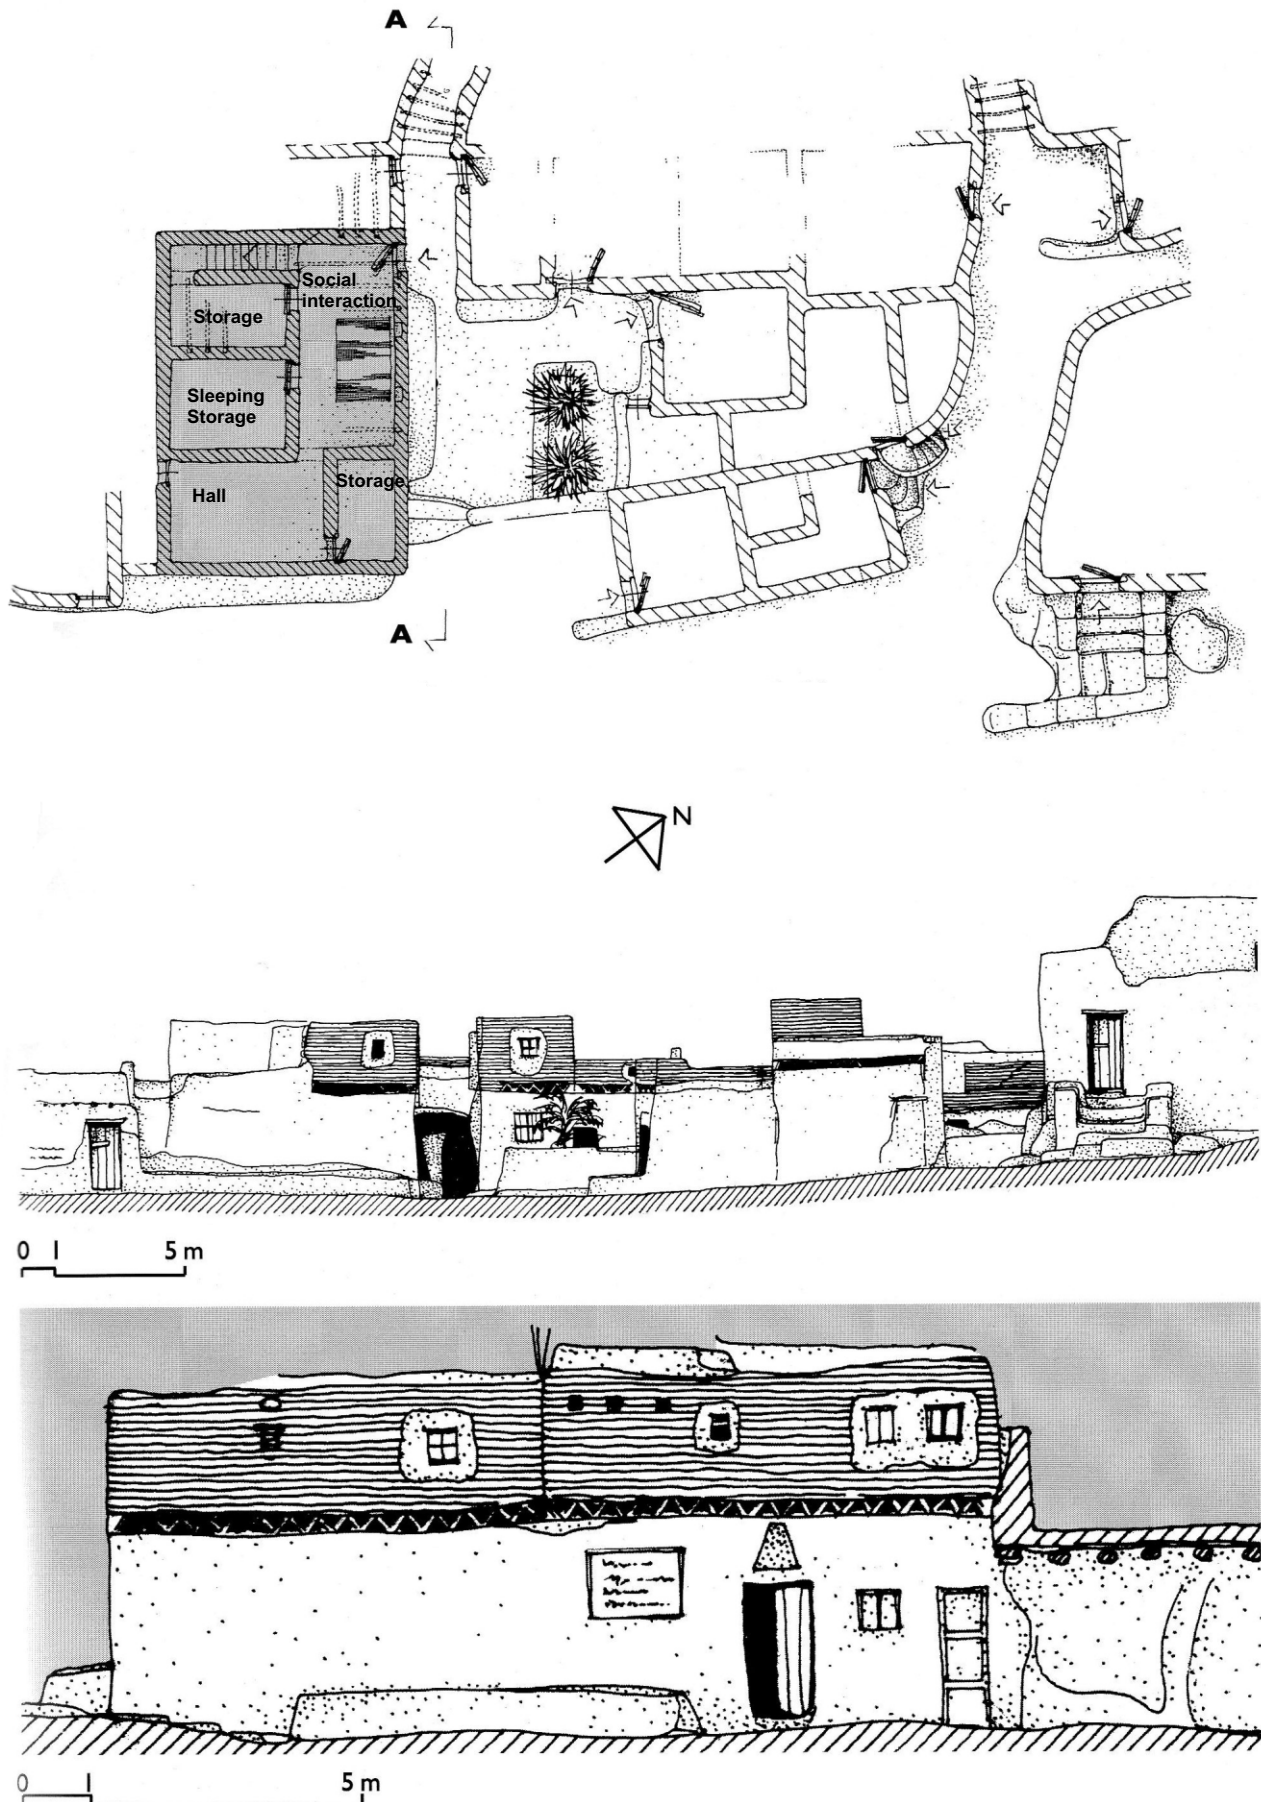 A
Social
interaction
Storage
Sleeping
Storage
Storage
Hall
A
N
0 1 5 m
0 1 5 m